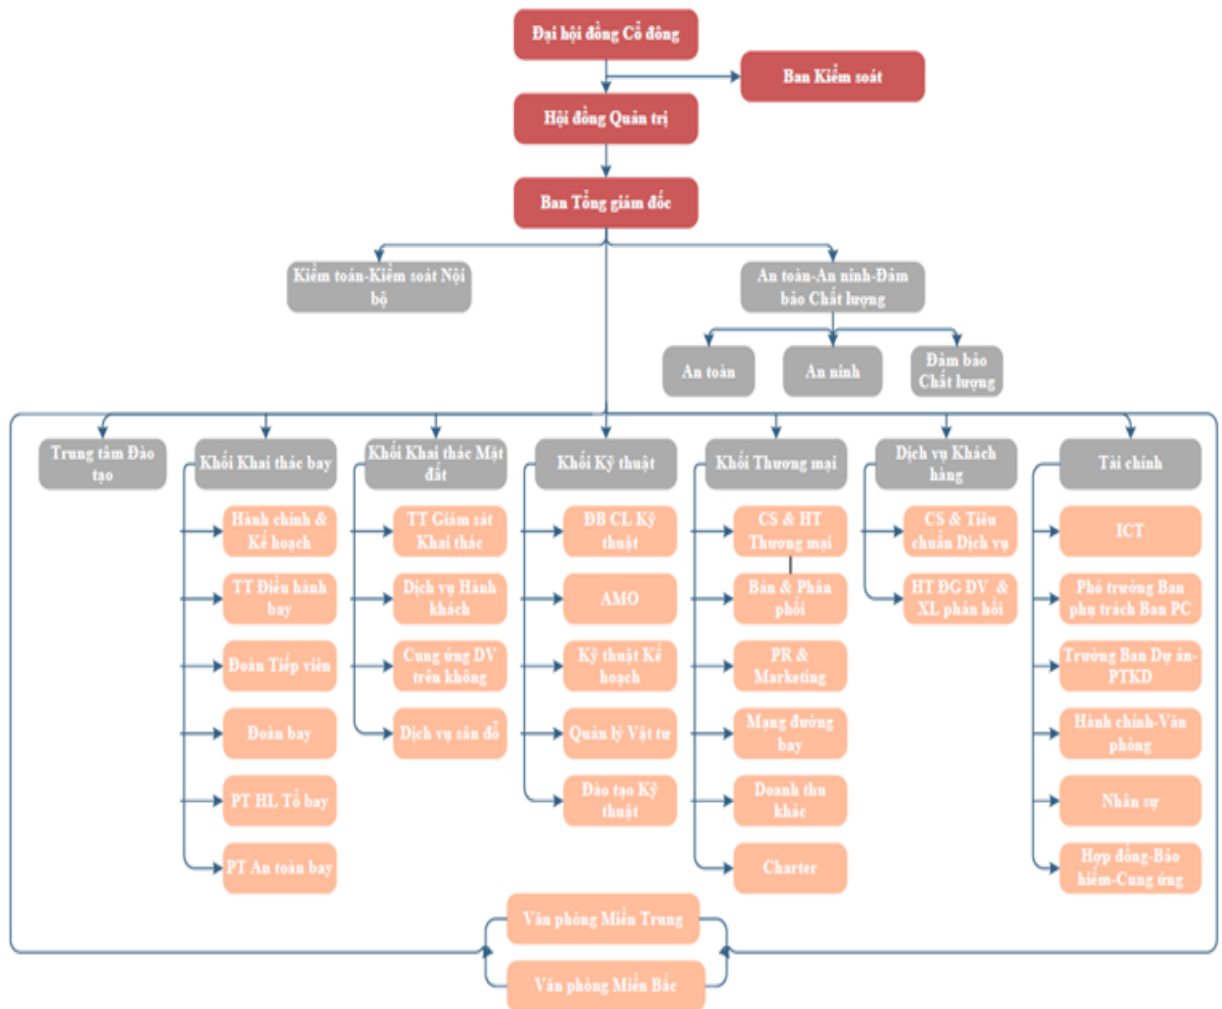 Đại hội đồng Cổ đông
Ban Kiểm soát
Hội đồng Quản trị
Ban Tổng giám đốc
Kiểm toán-Kiểm soát Nội
bộ
An toàn-An ninh-Đảm
bảo Chất lượng
An toàn
An ninh
Đảm bảo
Chất lượng
Trung tâm Đào
tạo
Khối Khai thác bay
Khối Khai thác Mặt
đất
Khối Kỹ thuật
Khối Thương mại
Dịch vụ Khách
hàng
Tài chính
Hành chính &
Kế hoạch
TT Điều hành
bay
Đoàn Tiếp viên
Đoàn bay
PT HL Tổ bay
PT An toàn bay
TT Giám sát
Khai thác
Dịch vụ Hành
khách
Cung ứng DV
trên không
Dịch vụ sân đỗ
ĐB CL Kỹ
thuật
AMO
Kỹ thuật Kế
hoạch
Quản lý Vật tư
Đào tạo Kỹ
thuật
CS & HT
Thương mại
Bán & Phân
phối
PR &
Marketing
Mạng đường
bay
Doanh thu
khác
Charter
CS & Tiêu
chuẩn Dịch vụ
HT ĐG DV & 
XL phản hồi
ICT
Phó trưởng Ban
phụ trách Ban PC
Trưởng Ban Dự án-
PTKD
Hành chính-Văn
phòng
Nhân sự
Hợp đồng-Bảo
hiểm-Cung ứng
Văn phòng Miền Trung
Văn phòng Miền Bắc